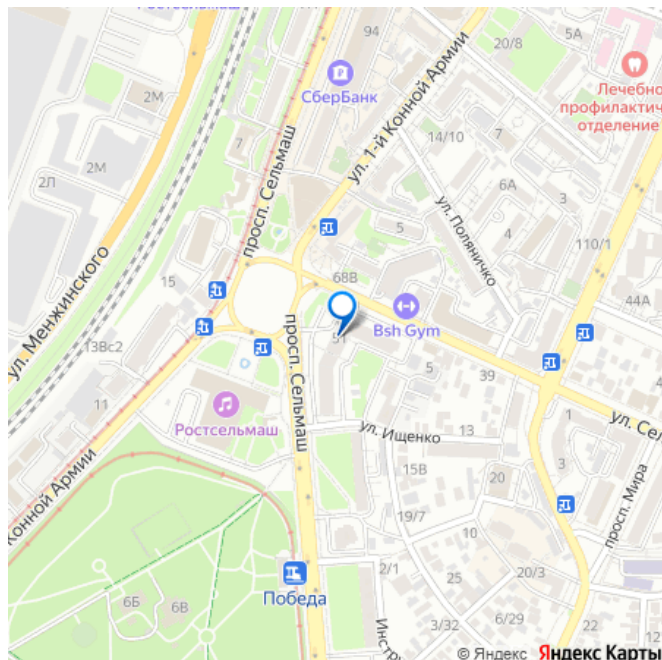 Ростсельмаш
94
20/8
5А
СберБанк
2М
Лечебно
профилактич
отделение
14/10
7
7
просп. Сельмаш
ул. 1-й Конной Армии
2М
2Л
6А
3
5
ул. Поляничко
4
110/1
ул. Менжинского
15
68В
44А
Bsh Gym
51
13Вс2
просп. Сельмаш
5
39
11
Ростсельмаш
1
ул. Сел
ул. Ищенко
13
3
Конной Армии
15В
20
просп. Мира
19/7
10
2/1
20/3
Победа
25
6Б
6В
3/32
6/29
22
Инстр
12
© Яндекс Яндекс Карты